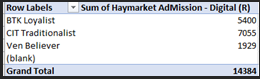 Row Labels Sum of Haymarket AdMission - Digital (R)
BTK Loyalist 5400
CIT Traditionalist 7055
Ven Believer 1929
(blank)
Grand Total 14384